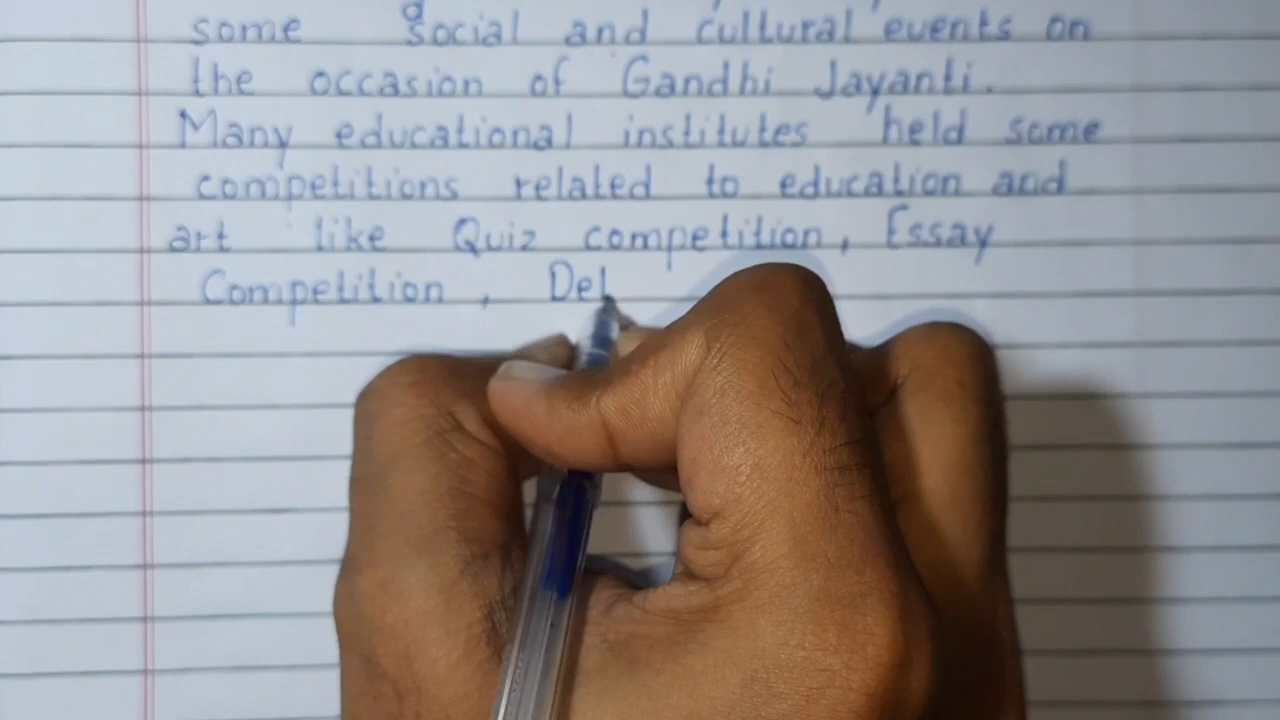 some social and cultural events on
the occasion of Gandhi Jayanti.
Many educational institutes held some
competitions related to education and
art like Quiz competition, Essay
Competition,